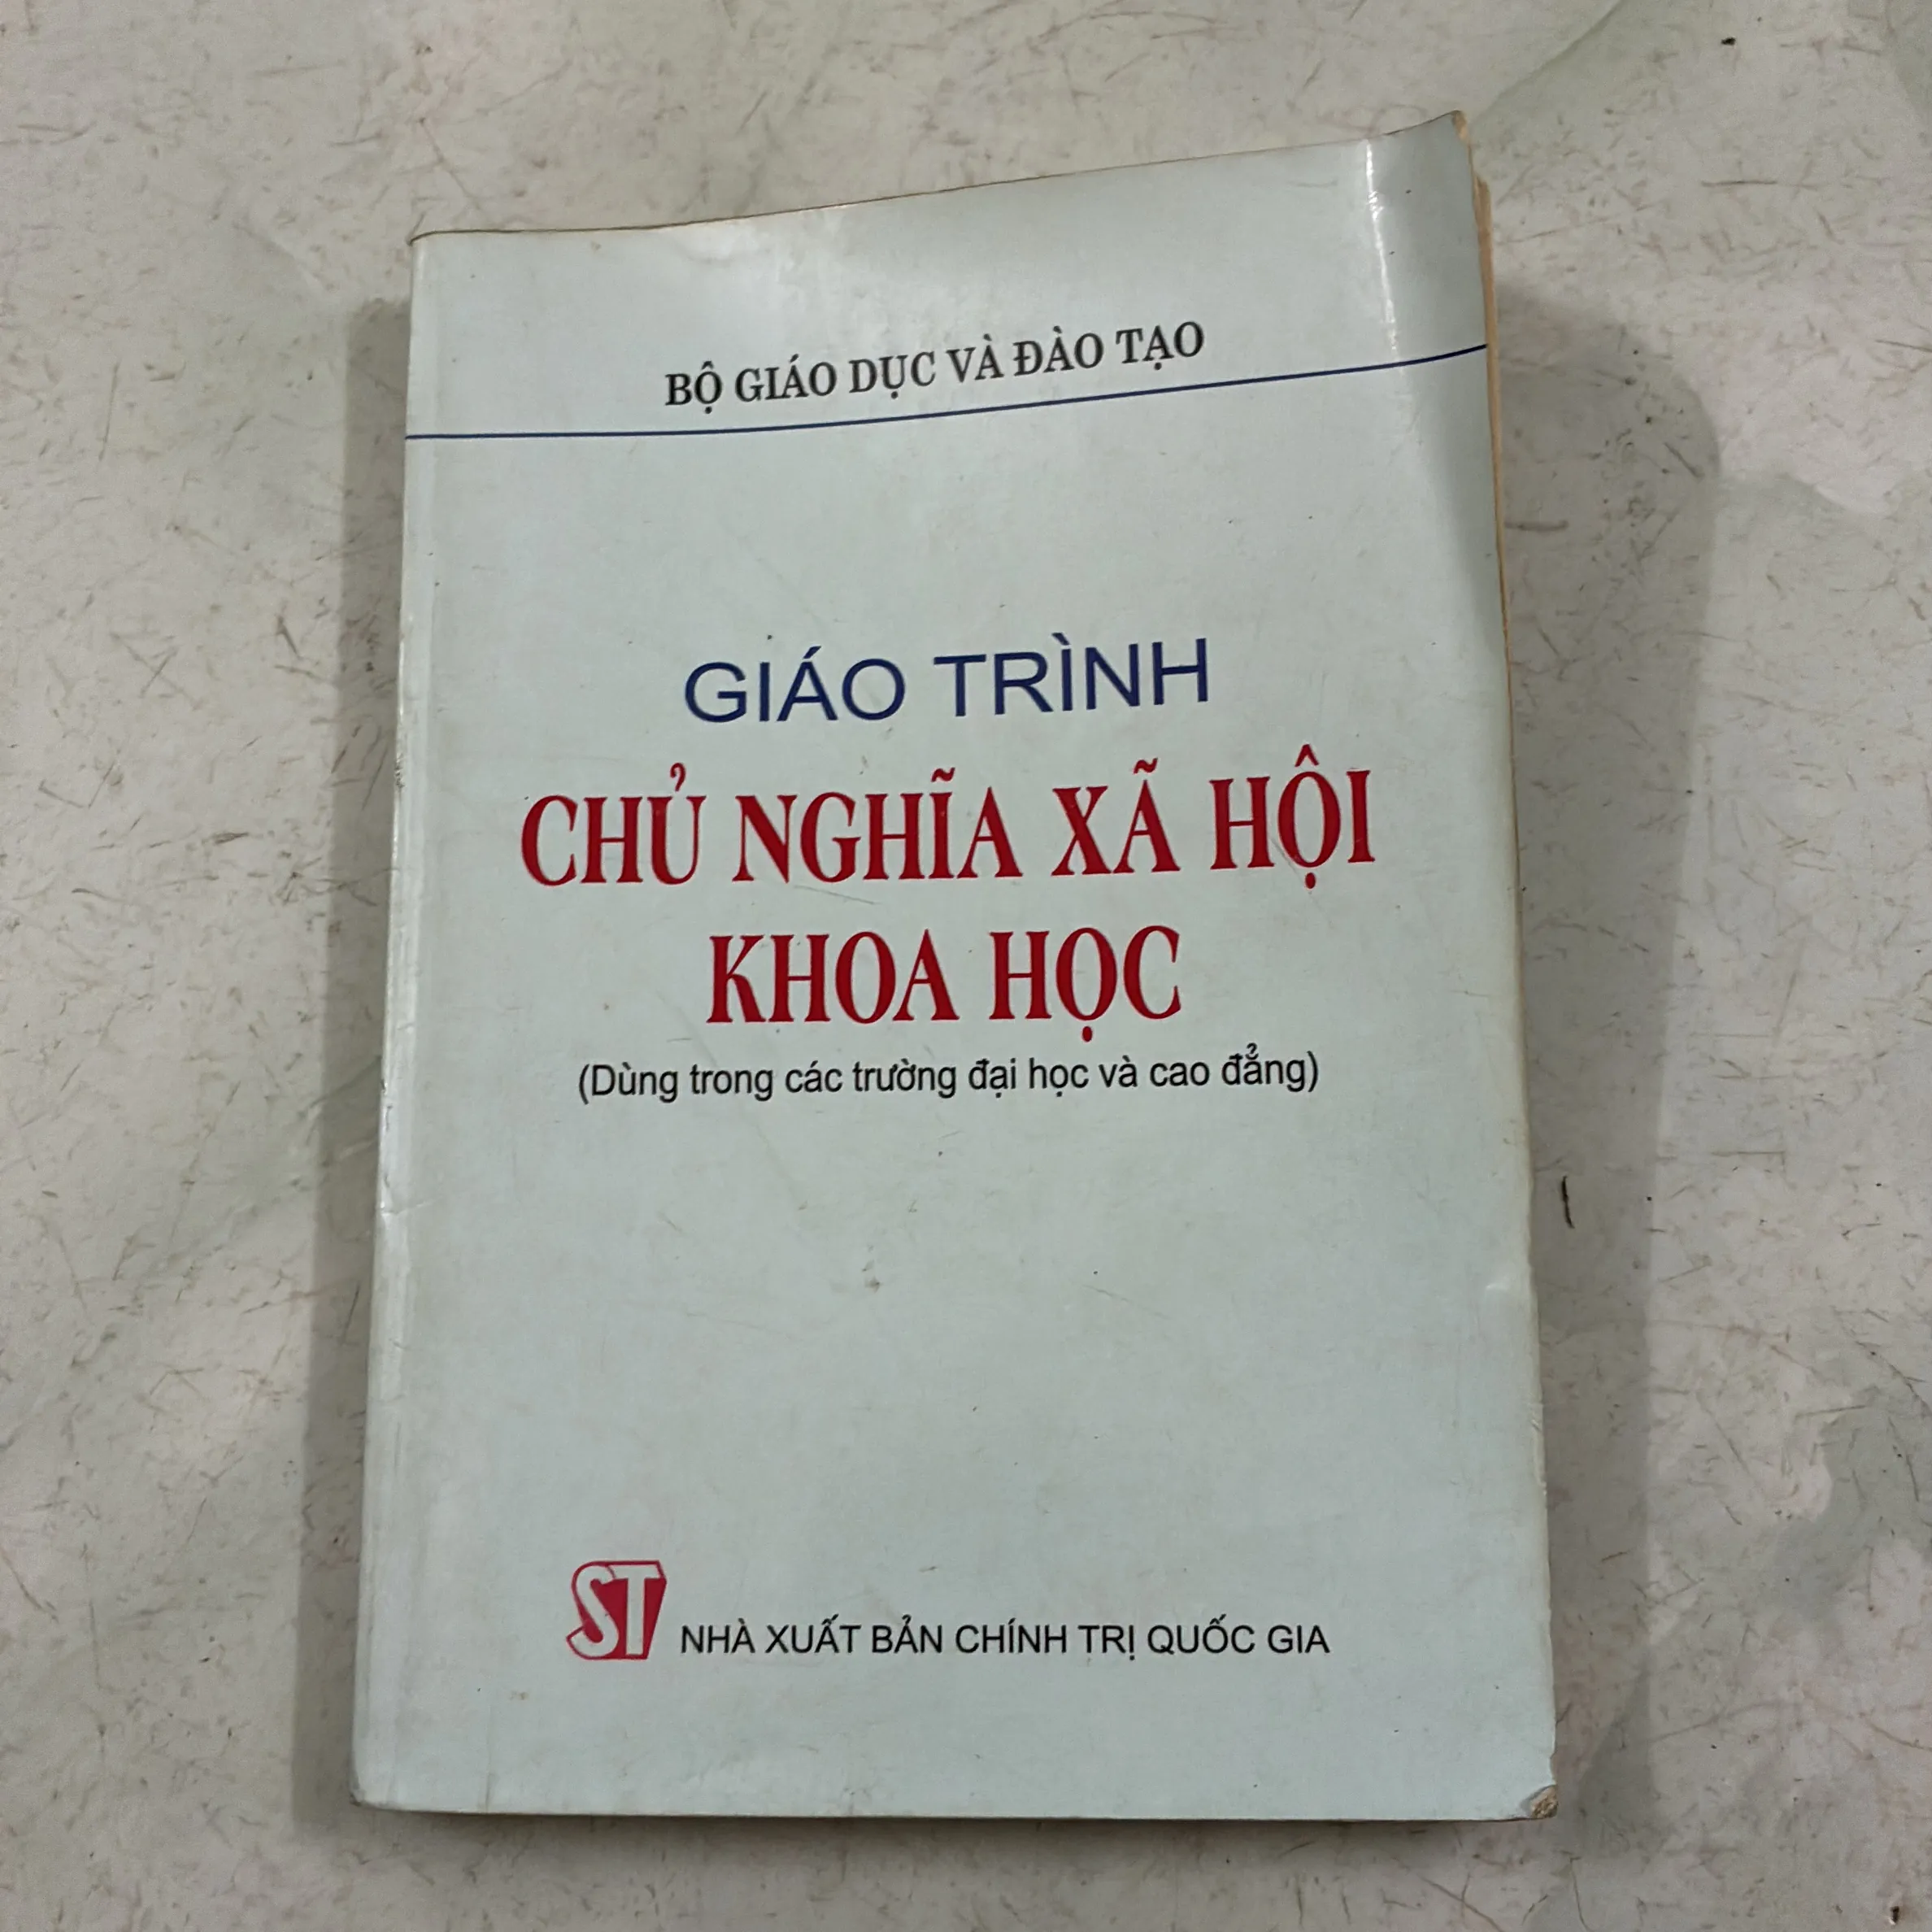 BỘ GIÁO DỤC VÀ ĐÀO TẠO
GIÁO TRÌNH
CHỦ NGHĨA XÃ HỘI
KHOA HỌC
(Dùng trong các trường đại học và cao đẳng)
ST NHÀ XUẤT BẢN CHÍNH TRỊ QUỐC GIA